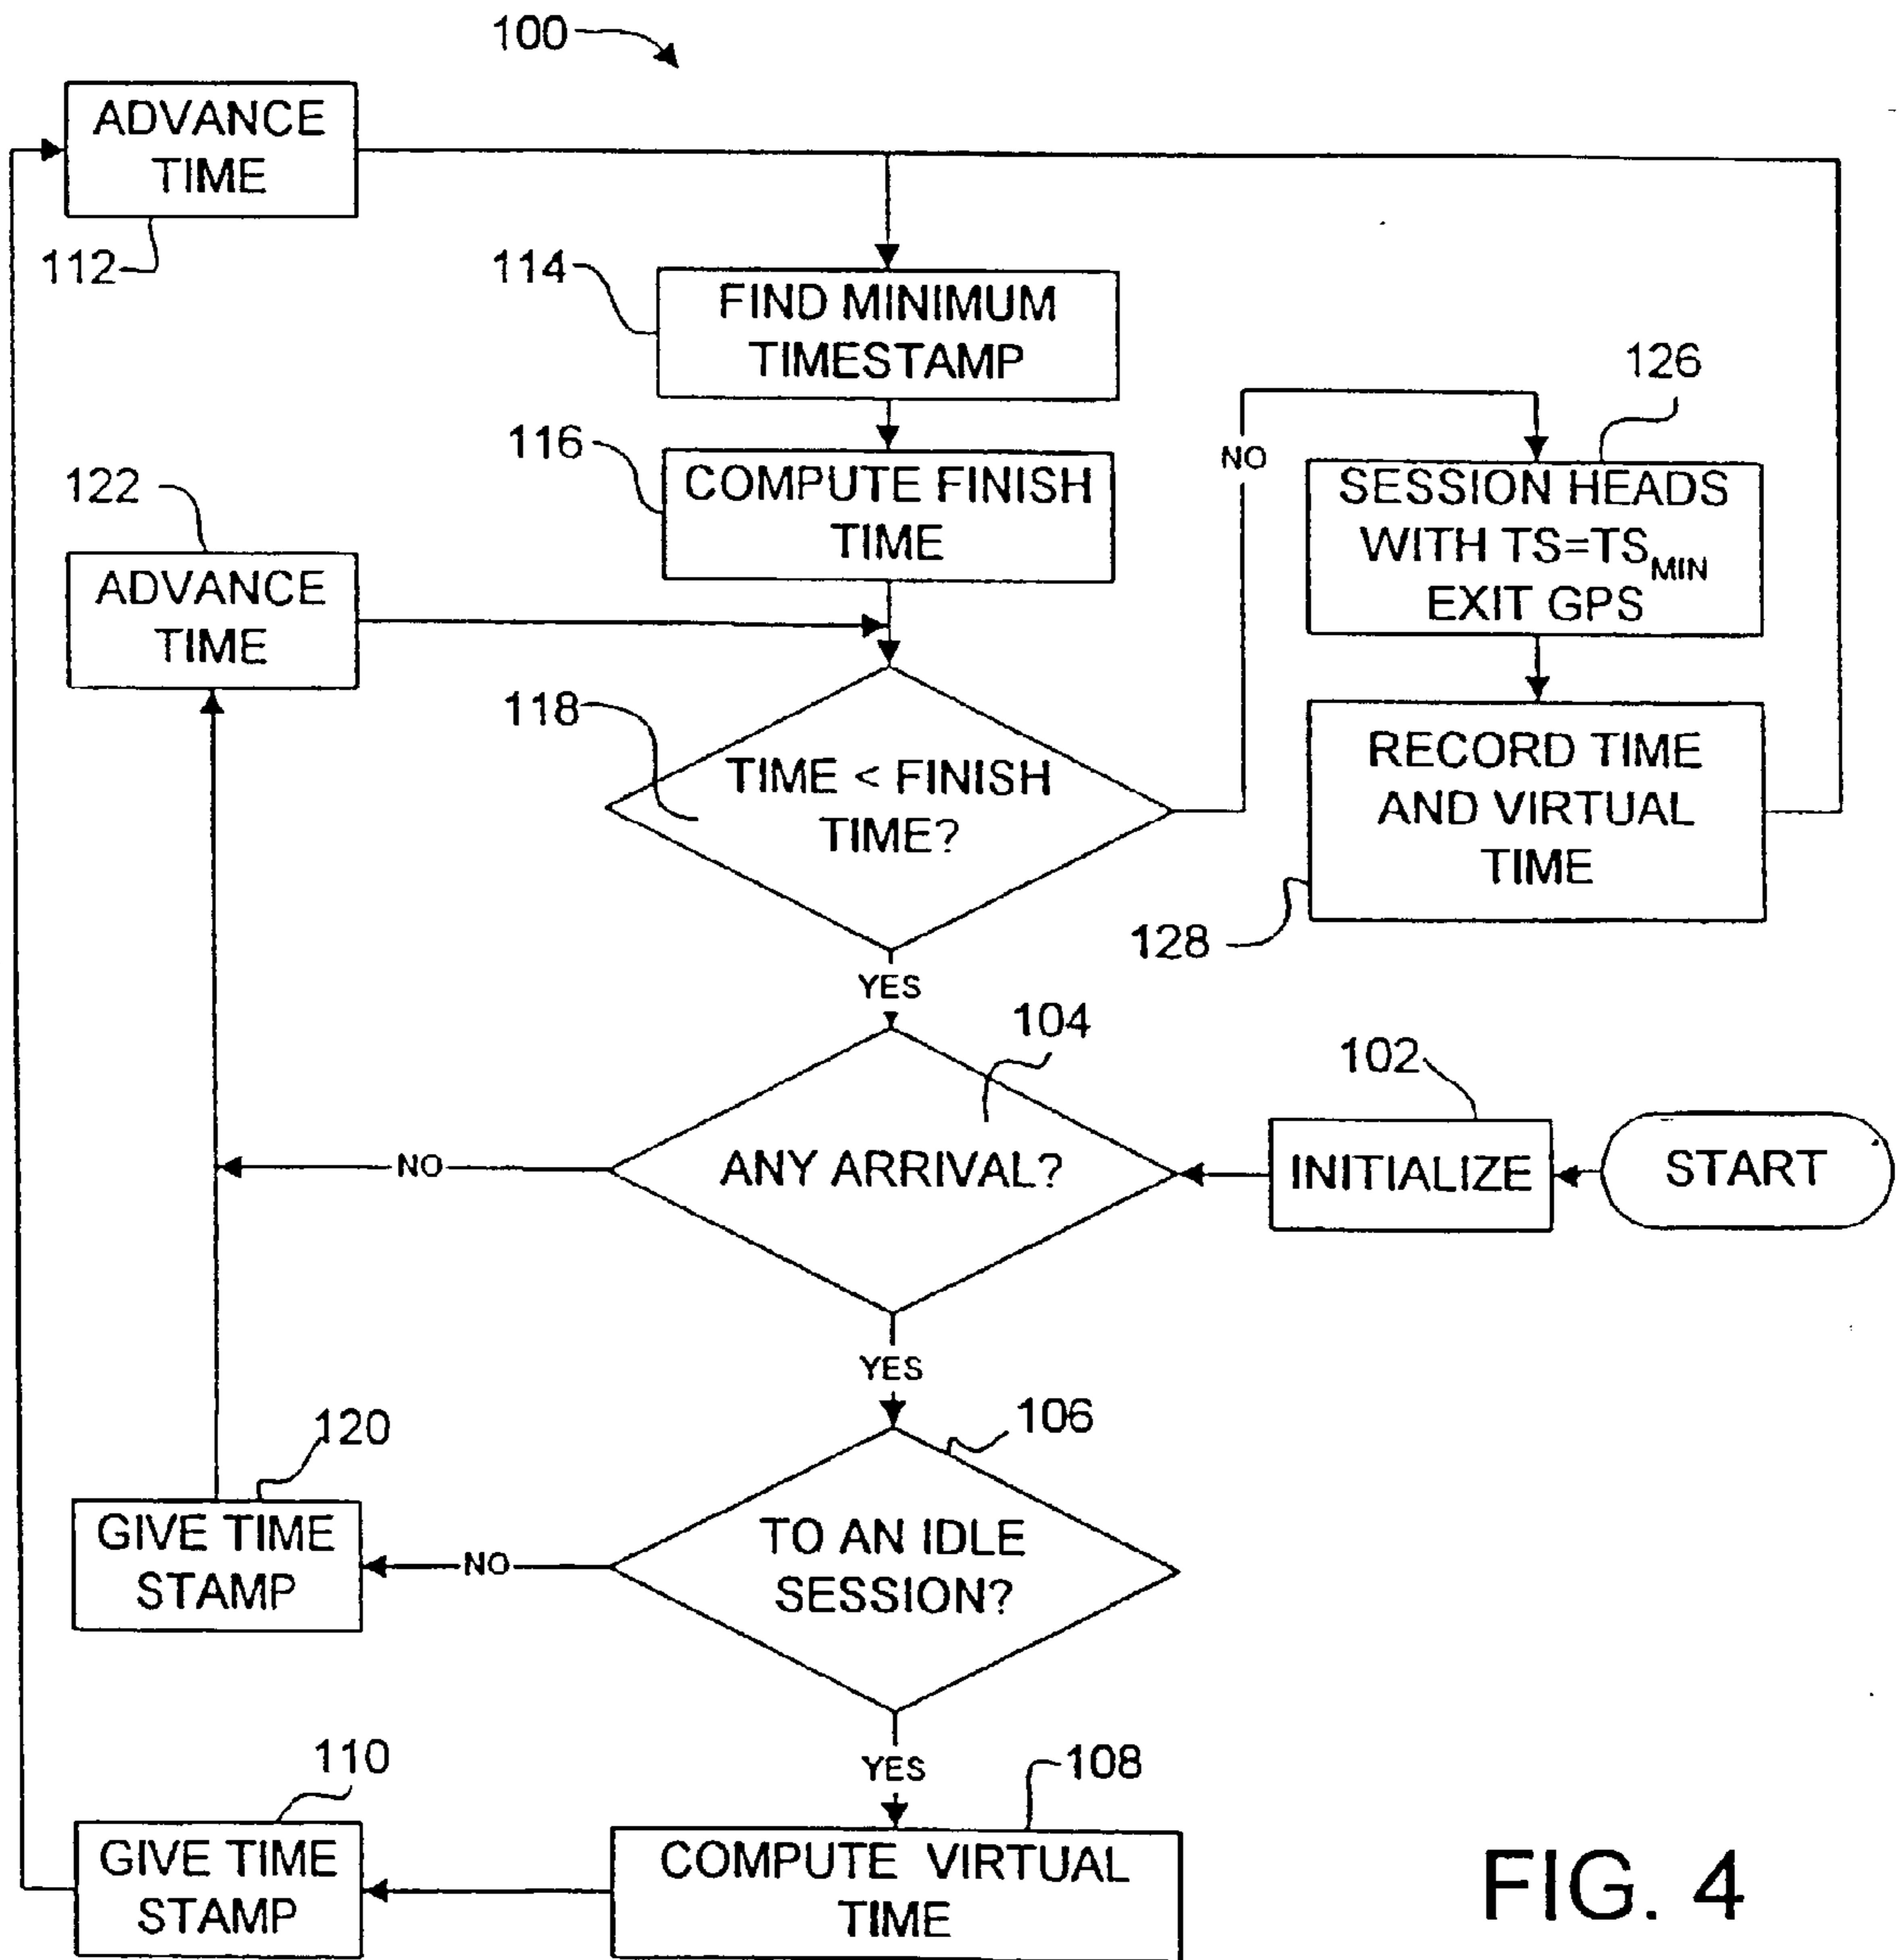 100
ADVANCE
TIME
112
114
FIND MINIMUM
TIMESTAMP
126
116
COMPUTE FINISH
TIME
NO
SESSION HEADS
WITH TS=TSMIN
EXIT GPS
122
ADVANCE
TIME
118
TIME < FINISH
TIME?
RECORD TIME
AND VIRTUAL
TIME
128
YES
104
102
ANY ARRIVAL?
NO
INITIALIZE
START
YES
106
120
GIVE TIME
STAMP
NO
TO AN IDLE
SESSION?
YES
110
108
GIVE TIME
STAMP
COMPUTE VIRTUAL
TIME
FIG. 4